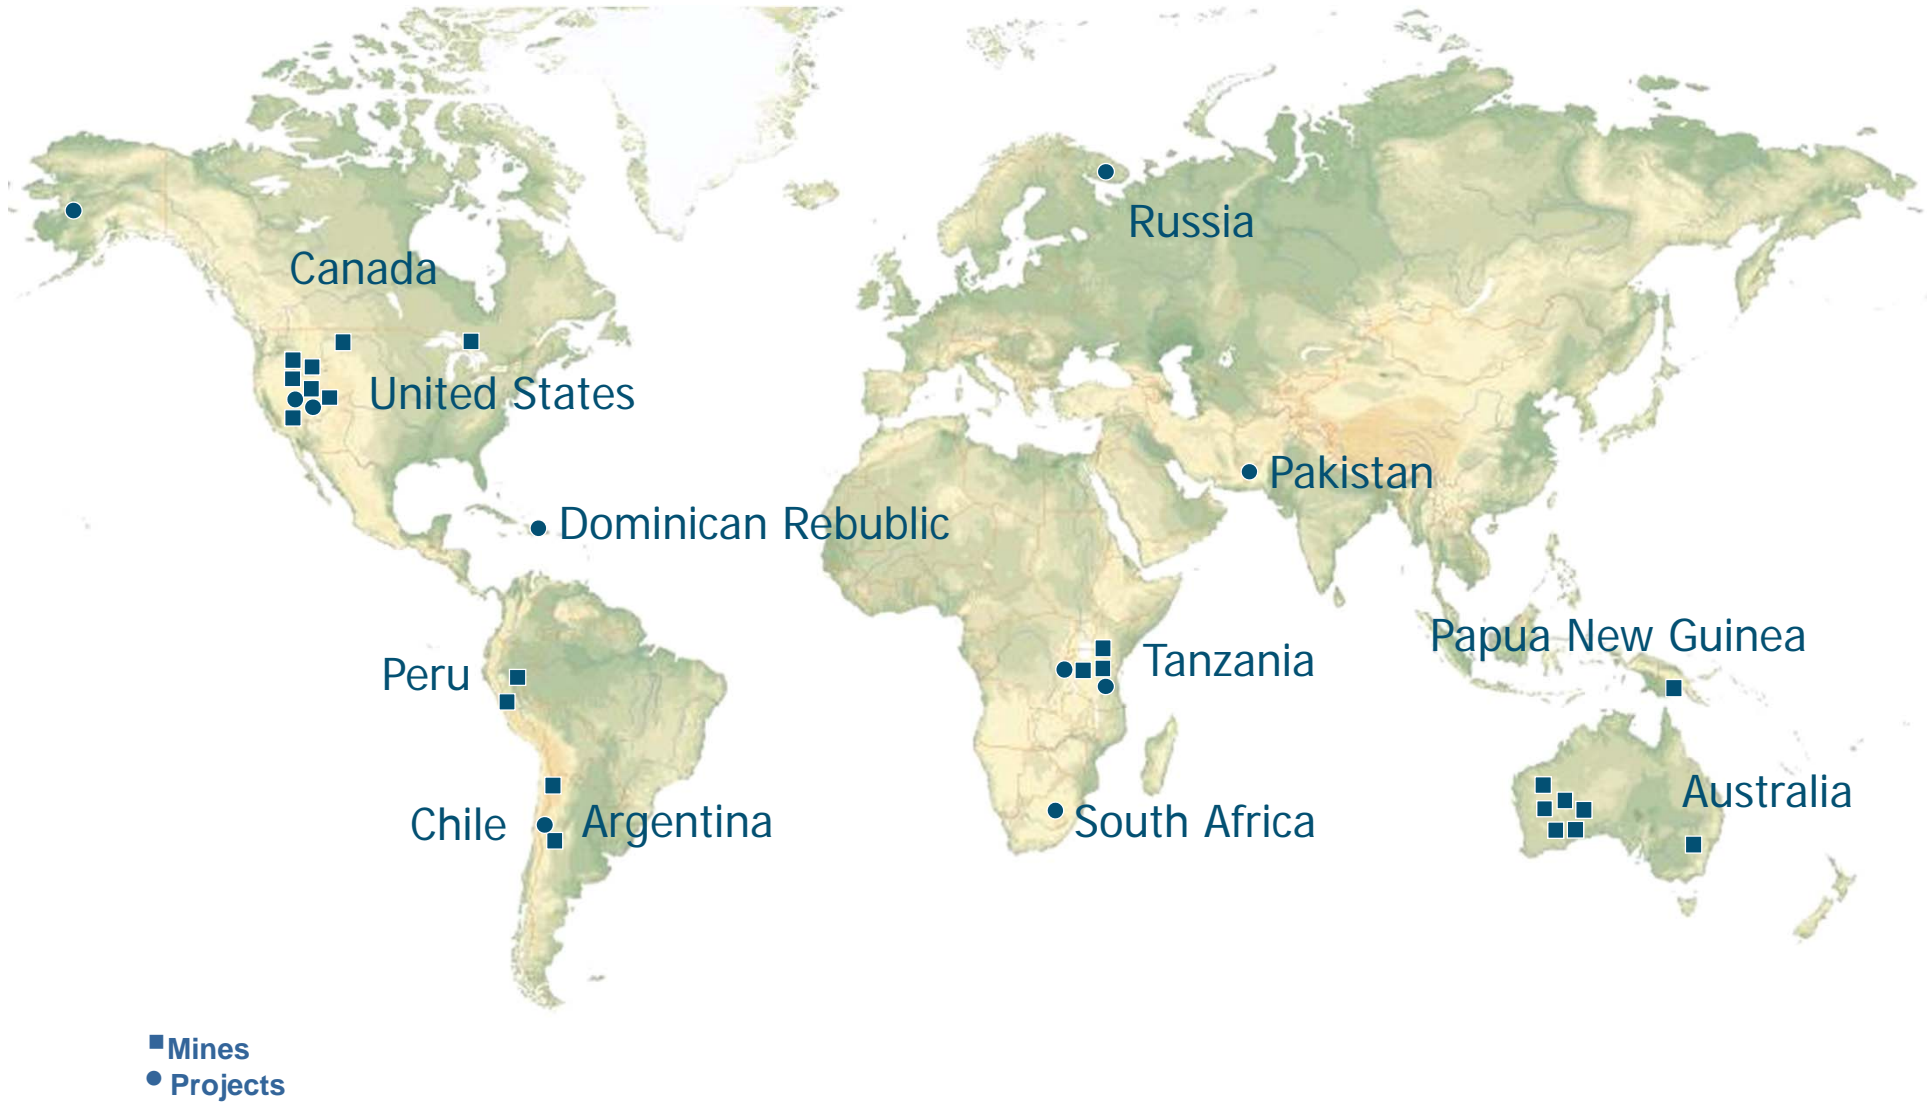 Russia
Canada
United States
Pakistan
Dominican Rebublic
Papua New Guinea
Tanzania
Peru
Australia
Chile
Argentina
South Africa
Mines
Projects